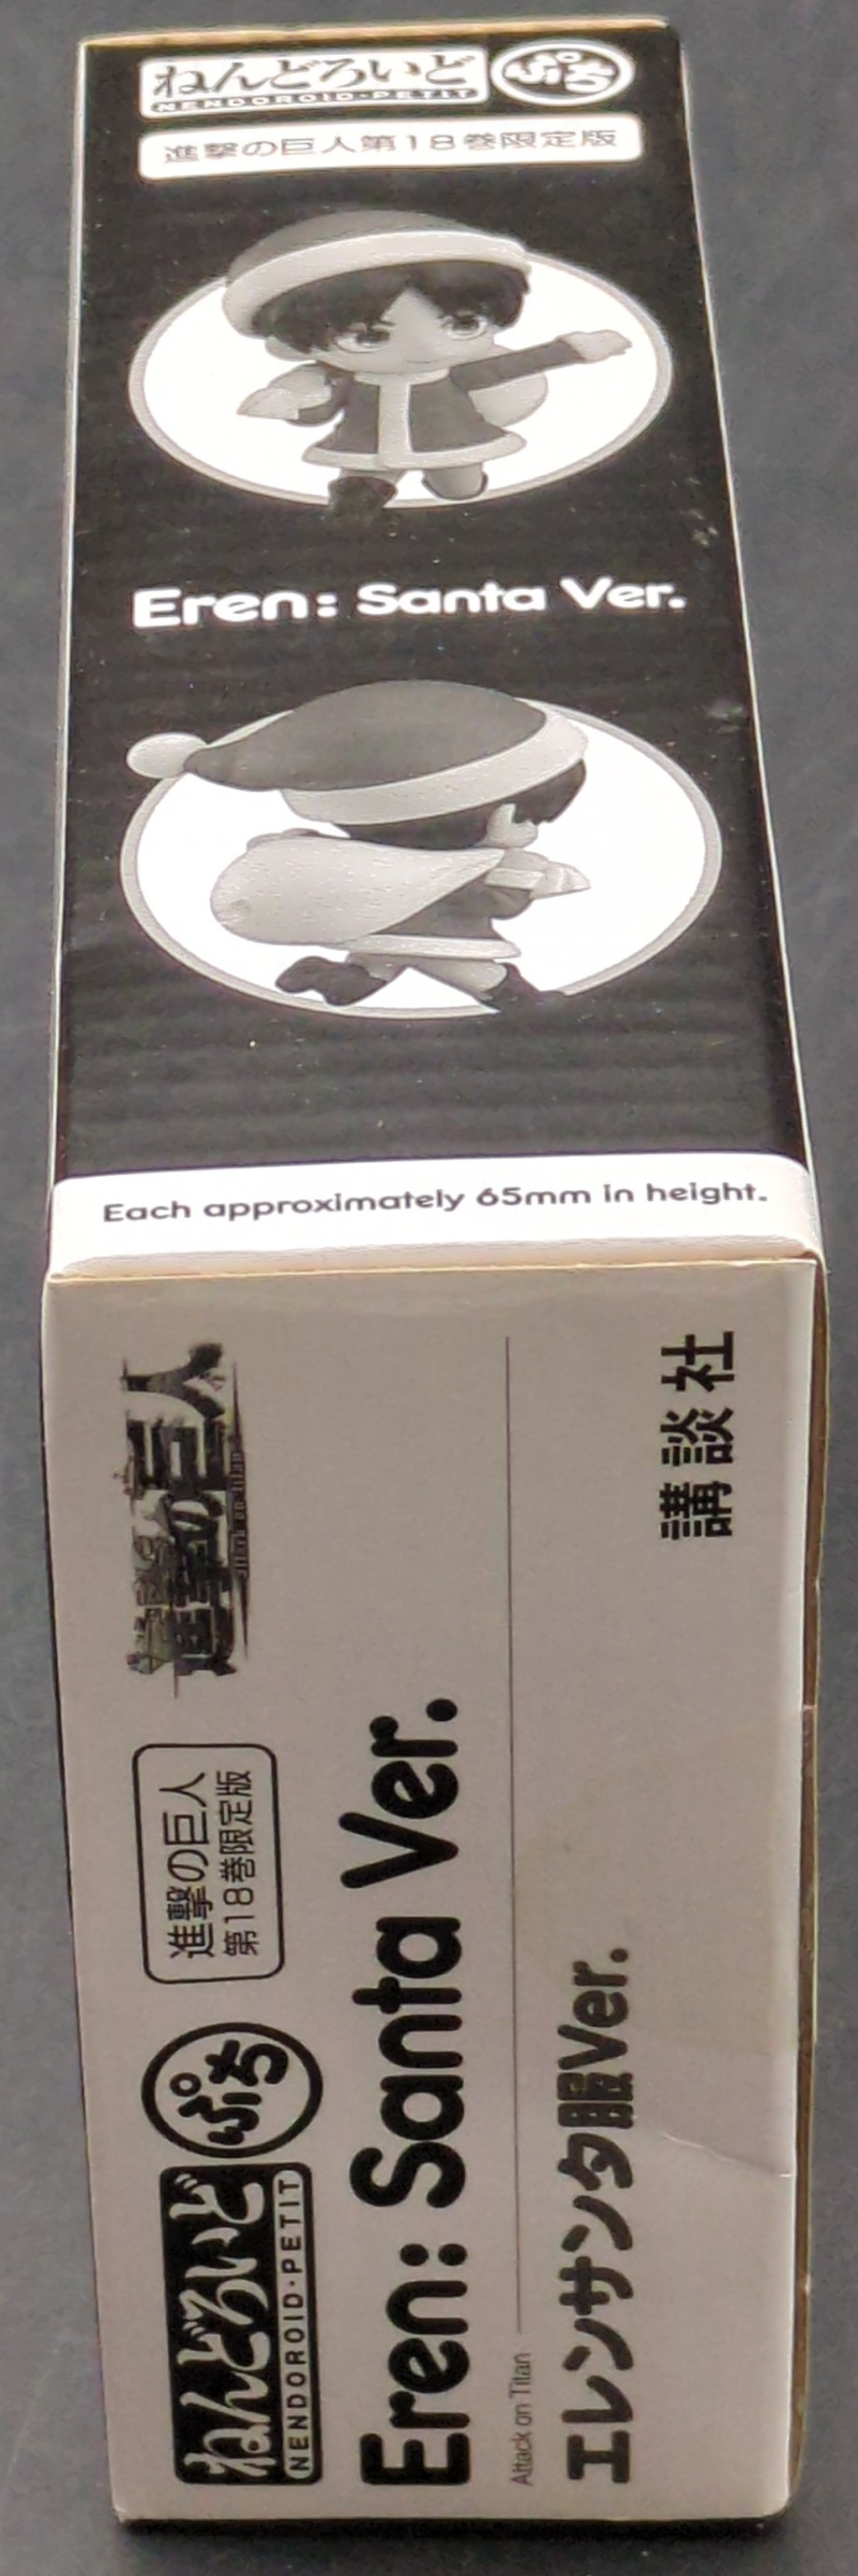 ねんどろいど ぷち
NENDOROID・PETIT
進撃の巨人第18巻限定版
Eren: Santa Ver.
Each approximately 65mm in height.
進撃の巨人
attack on titan
進撃の巨人
第18巻限定版
ねんどろいど ぷち
NENDOROID・PETIT
Eren: Santa Ver.
Attack on Titan
エレンサンタ服Ver.
講談社